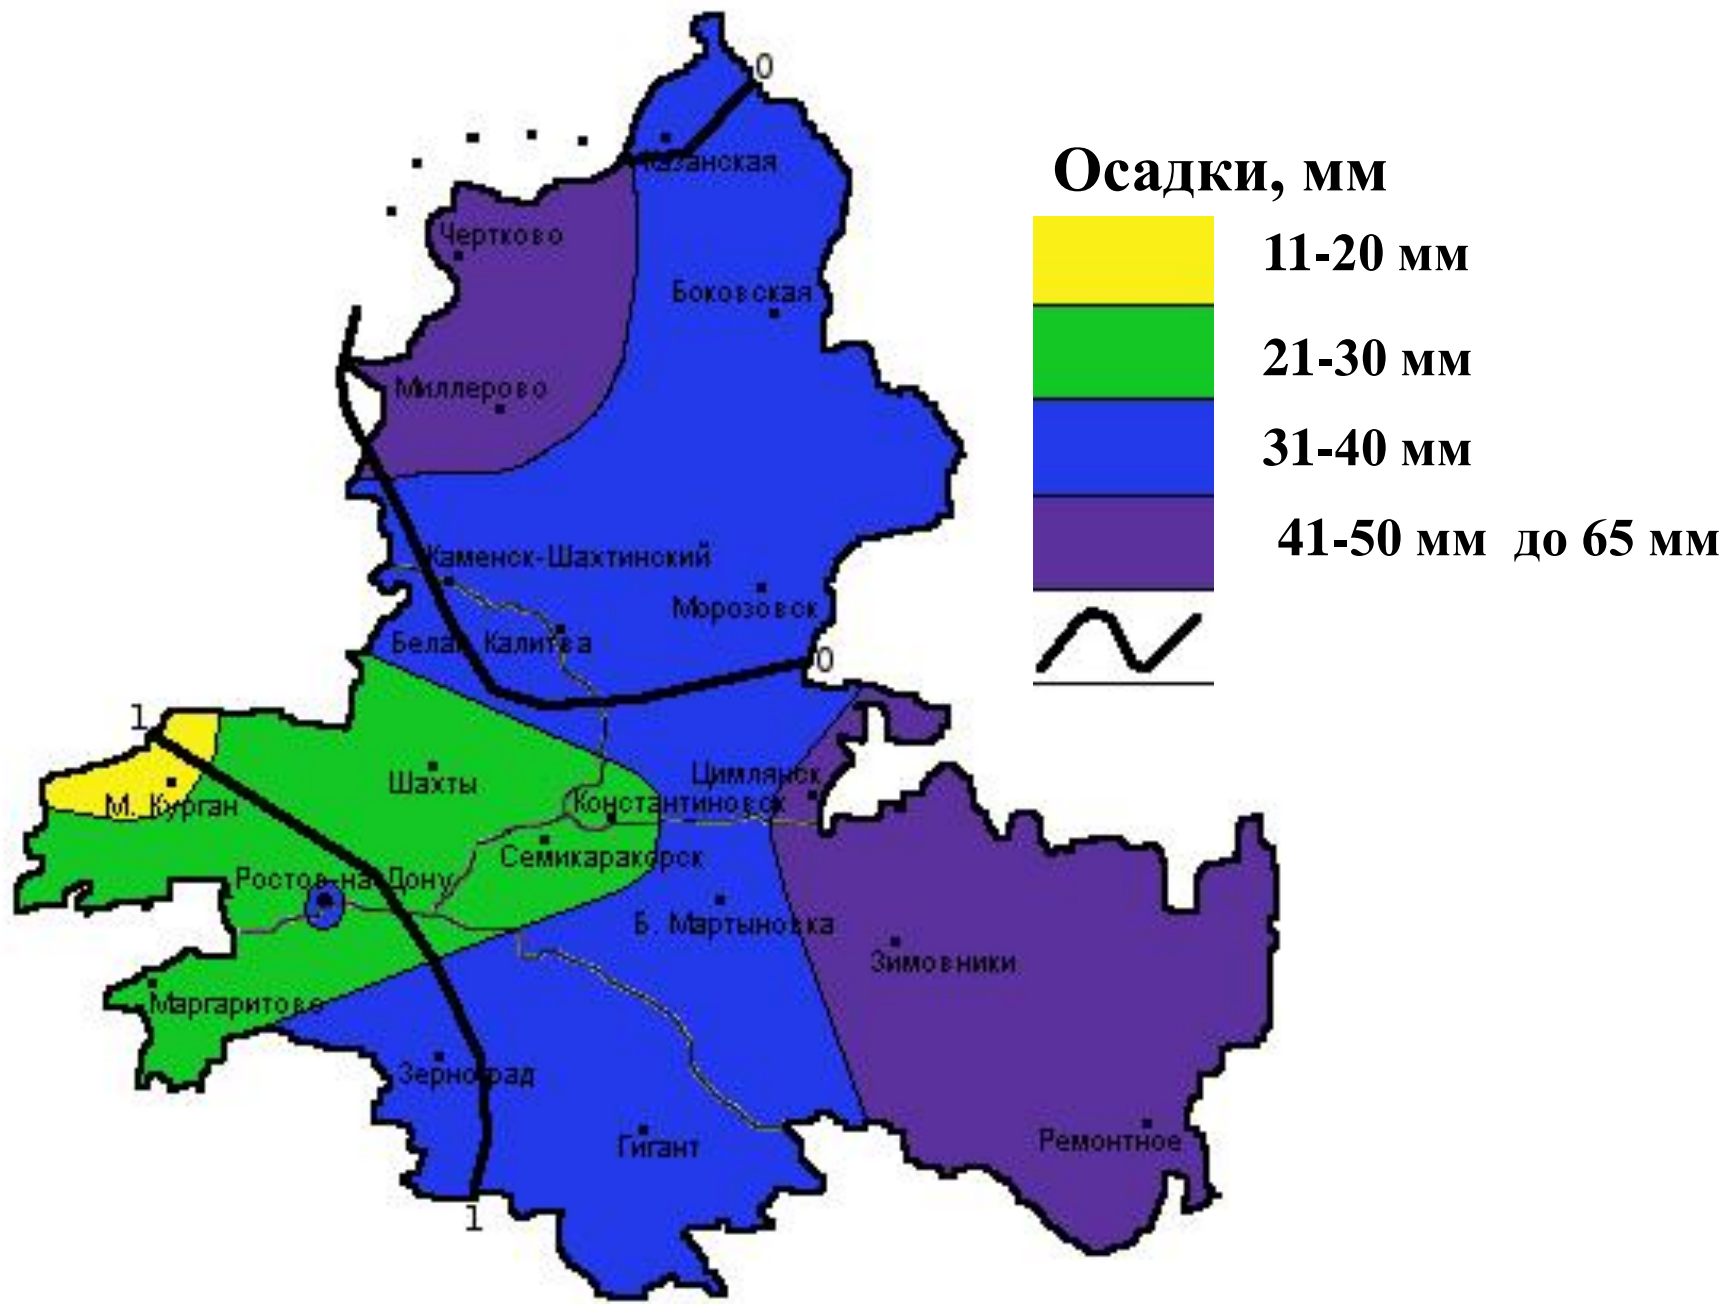 0
Казанская
Осадки, мм
Чертково
11-20 мм
Боковская
21-30 мм
Миллерово
31-40 мм
41-50 мм до 65 мм
Каменск-Шахтинский
Морозовск
Белая Калитва
0
1
Цимлянск
Шахты
М. Курган
Константиновск
Семикаракорск
Ростов-на-Дону
Б. Мартыновка
Зимовники
Маргаритово
Зерноград
Гигант
Ремонтное
1